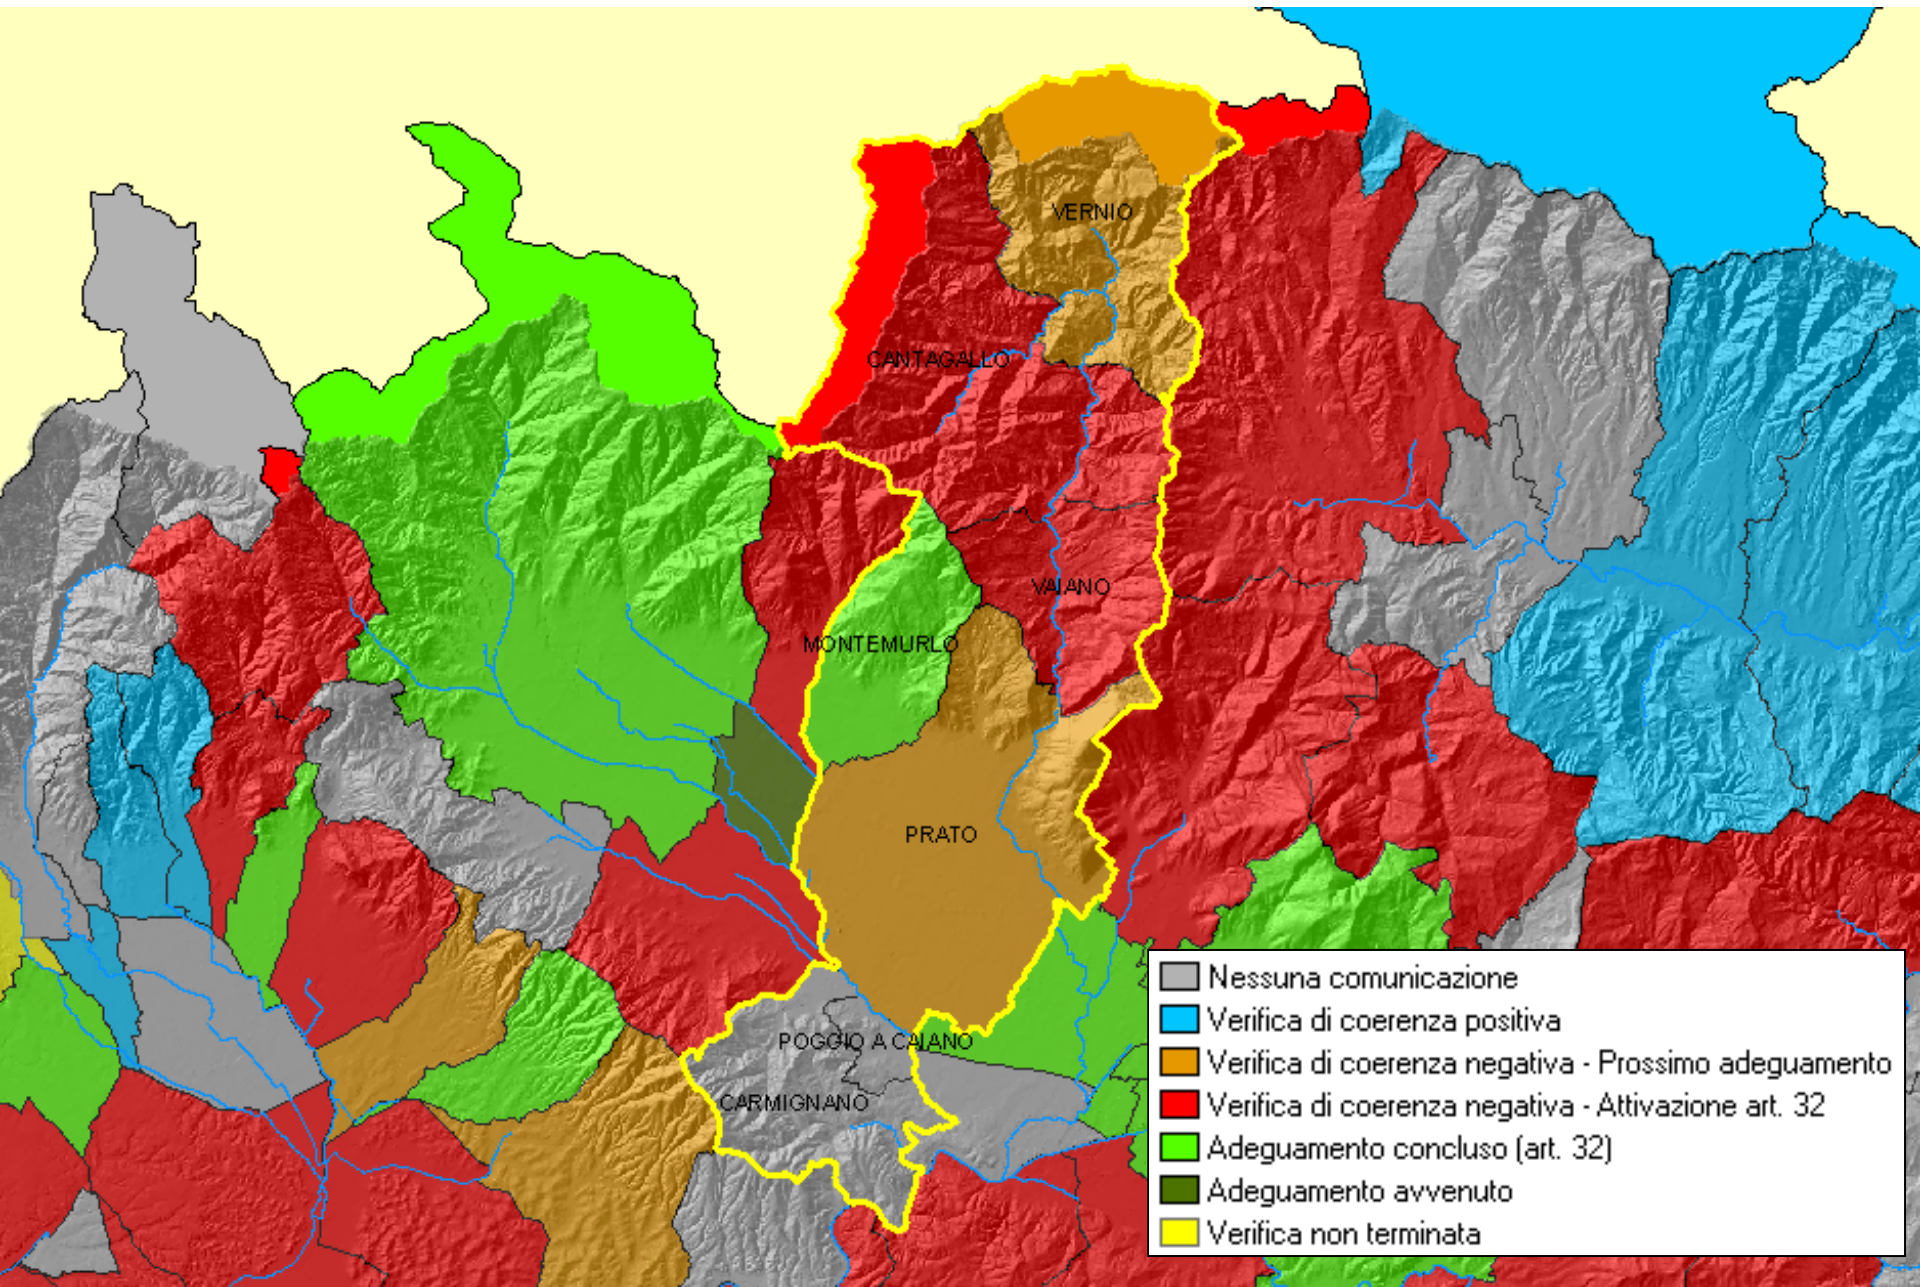 VERNIO
CANTAGALLO
VAIANO
MONTEMURLO
PRATO
POGGIO A CAIANO
CARMIGNANO
Nessuna comunicazione
Verifica di coerenza positiva
Verifica di coerenza negativa - Prossimo adeguamento
Verifica di coerenza negativa - Attivazione art. 32
Adeguamento concluso (art. 32)
Adeguamento avvenuto
Verifica non terminata